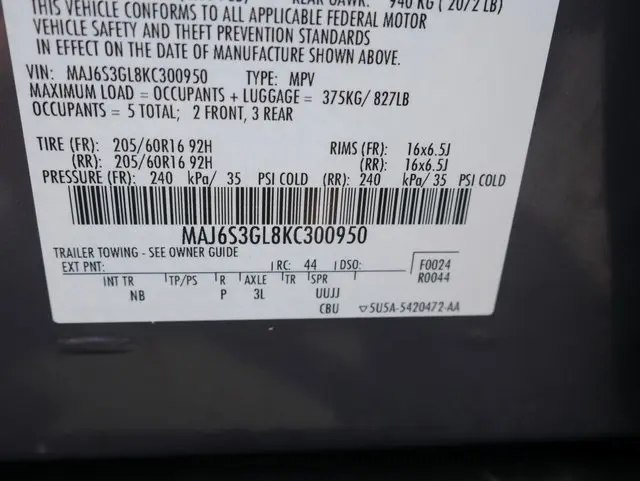 REAR GAWR: 940 KG ( 2072 LB)
THIS VEHICLE CONFORMS TO ALL APPLICABLE FEDERAL MOTOR
VEHICLE SAFETY AND THEFT PREVENTION STANDARDS
IN EFFECT ON THE DATE OF MANUFACTURE SHOWN ABOVE.
VIN: MAJ6S3GL8KC300950 TYPE: MPV
MAXIMUM LOAD = OCCUPANTS + LUGGAGE = 375KG/ 827LB
OCCUPANTS = 5 TOTAL; 2 FRONT, 3 REAR
TIRE (FR): 205/60R16 92H RIMS (FR): 16x6.5J
(RR): 205/60R16 92H (RR): 16x6.5J
PRESSURE (FR): 240 kPa/ 35 PSI COLD (RR): 240 kPa/ 35 PSI COLD
MAJ6S3GL8KC300950
TRAILER TOWING - SEE OWNER GUIDE
EXT PNT: RC: 44 DSO: F0024
R0044
INT TR TP/PS R AXLE TR SPR
NB P 3L UUJJ
CBU ▽5U5A-5420472-AA